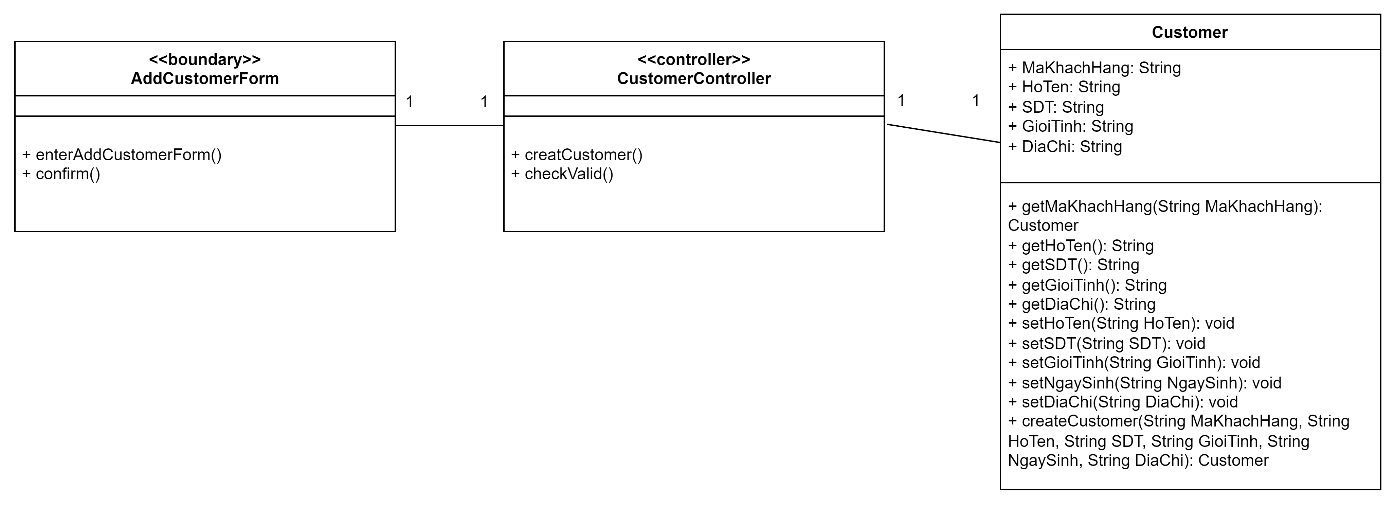 <<boundary>>
AddCustomerForm
+ enterAddCustomerForm()
+ confirm()
1
1
<<controller>>
CustomerController
+ creatCustomer()
+ checkValid()
1
1
Customer
+ MaKhachHang: String
+ HoTen: String
+ SDT: String
+ GioiTinh: String
+ DiaChi: String
+ getMaKhachHang(String MaKhachHang):
Customer
+ getHoTen(): String
+ getSDT(): String
+ getGioiTinh(): String
+ getDiaChi(): String
+ setHoTen(String HoTen): void
+ setSDT(String SDT): void
+ setGioiTinh(String GioiTinh): void
+ setNgaySinh(String NgaySinh): void
+ setDiaChi(String DiaChi): void
+ createCustomer(String MaKhachHang, String
HoTen, String SDT, String GioiTinh, String
NgaySinh, String DiaChi): Customer